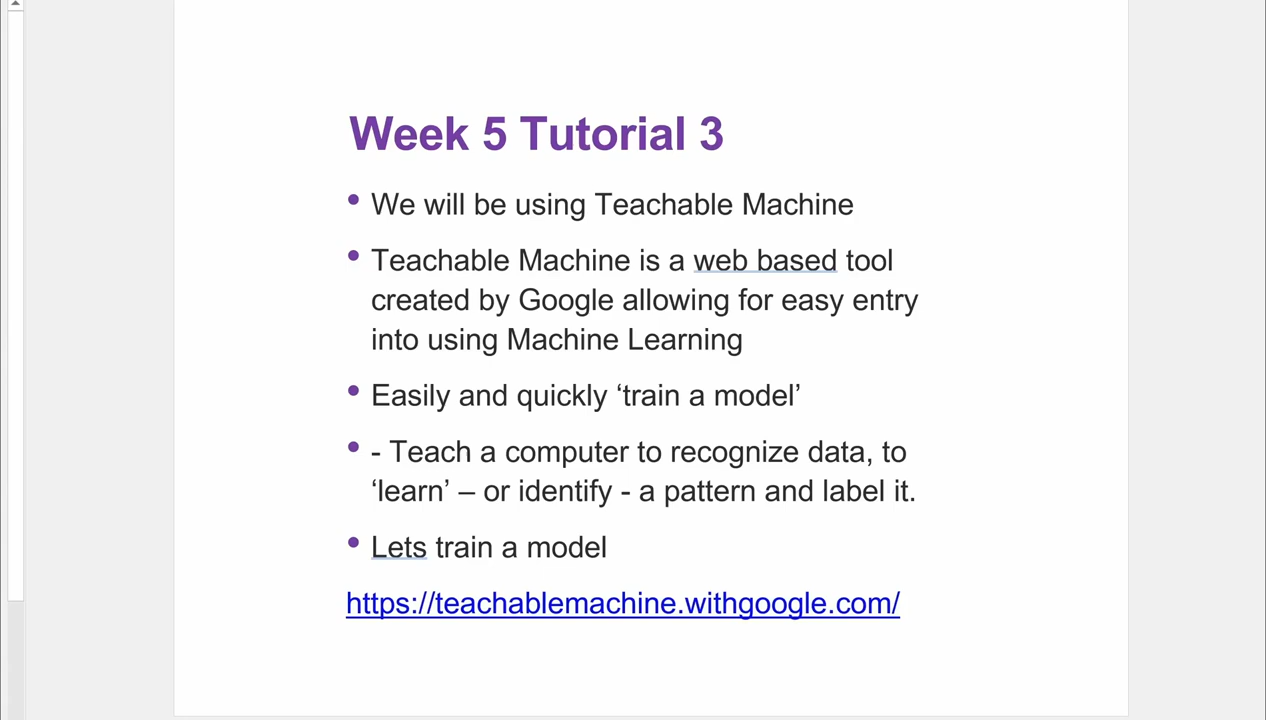 Week 5 Tutorial 3
• We will be using Teachable Machine
• Teachable Machine is a web based tool
created by Google allowing for easy entry
into using Machine Learning
• Easily and quickly ‘train a model’
• - Teach a computer to recognize data, to
‘learn’ – or identify - a pattern and label it.
• Lets train a model
https://teachablemachine.withgoogle.com/